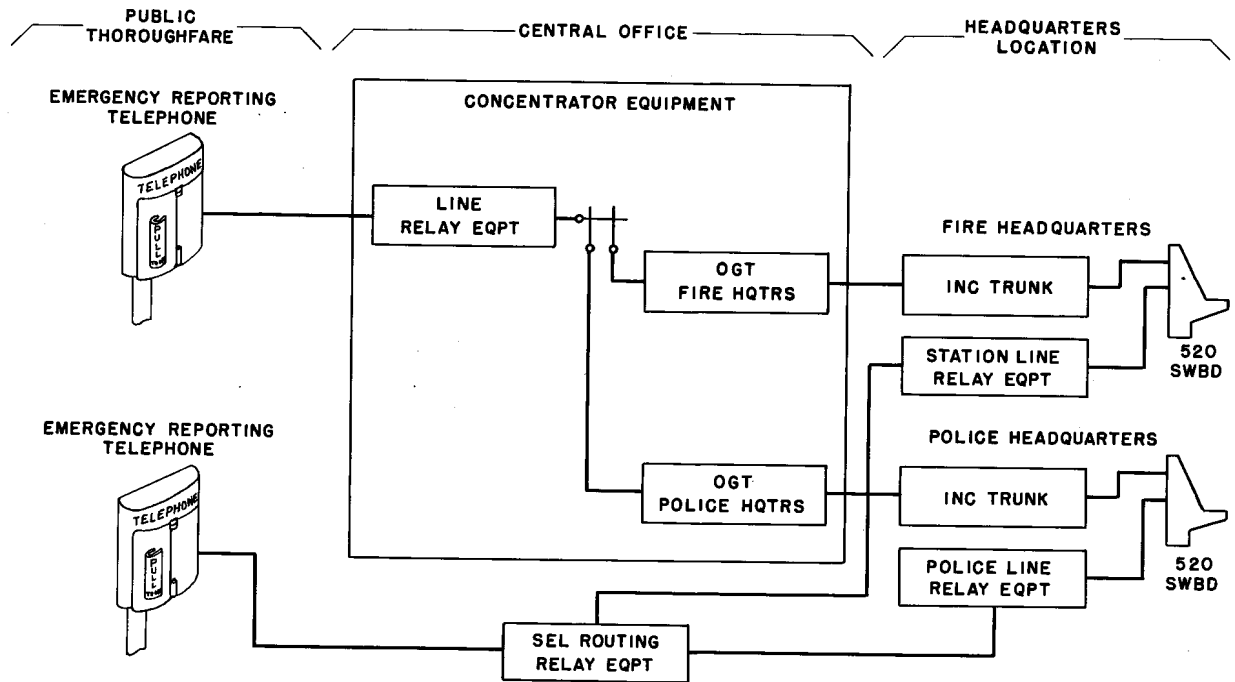 PUBLIC
THOROUGHFARE
CENTRAL OFFICE
HEADQUARTERS
LOCATION
EMERGENCY REPORTING
TELEPHONE
CONCENTRATOR EQUIPMENT
TELEPHONE
PULL
LINE
RELAY EQPT
OGT
FIRE HQTRS
FIRE HEADQUARTERS
INC TRUNK
STATION LINE
RELAY EQPT
520
SWBD
EMERGENCY REPORTING
TELEPHONE
TELEPHONE
PULL
OGT
POLICE HQTRS
POLICE HEADQUARTERS
INC TRUNK
POLICE LINE
RELAY EQPT
520
SWBD
SEL ROUTING
RELAY EQPT